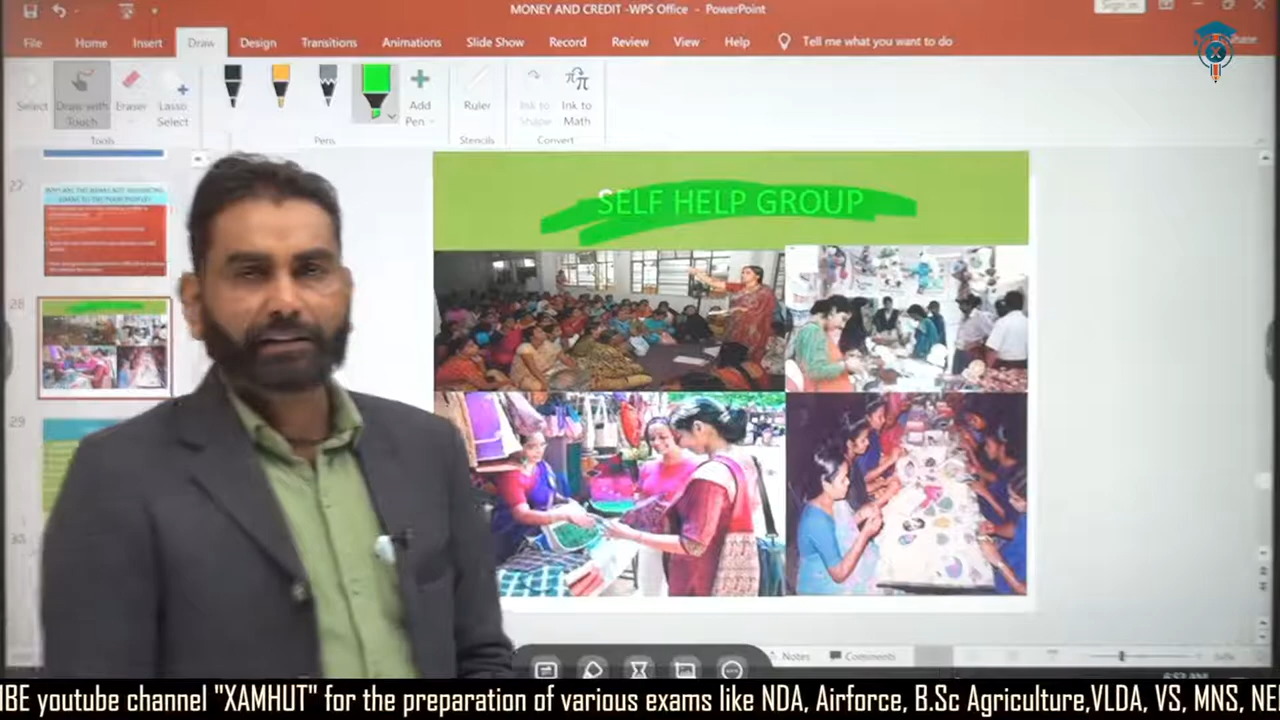 MONEY AND CREDIT -WPS Office - PowerPoint
Sign in
File Home Insert Draw Design Transitions Animations Slide Show Record Review View Help Tell me what you want to do
Select
Draw with Touch
Eraser
Lasso Select
Add Pen
Ruler
Ink to Shape
Ink to Math
Tools
Pens
Stencils
Convert
X
27
28
29
30
SELF HELP GROUP
Notes
Comments
IBE youtube channel "XAMHUT" for the preparation of various exams like NDA, Airforce, B.Sc Agriculture,VLDA, VS, MNS, NE